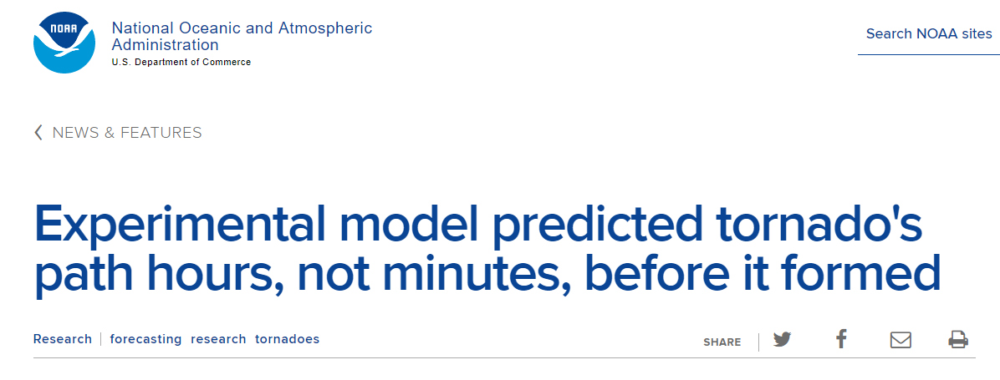 NOAA
National Oceanic and Atmospheric
Administration
U.S. Department of Commerce
Search NOAA sites
NEWS & FEATURES
Experimental model predicted tornado's
path hours, not minutes, before it formed
Research forecasting research tornadoes
SHARE